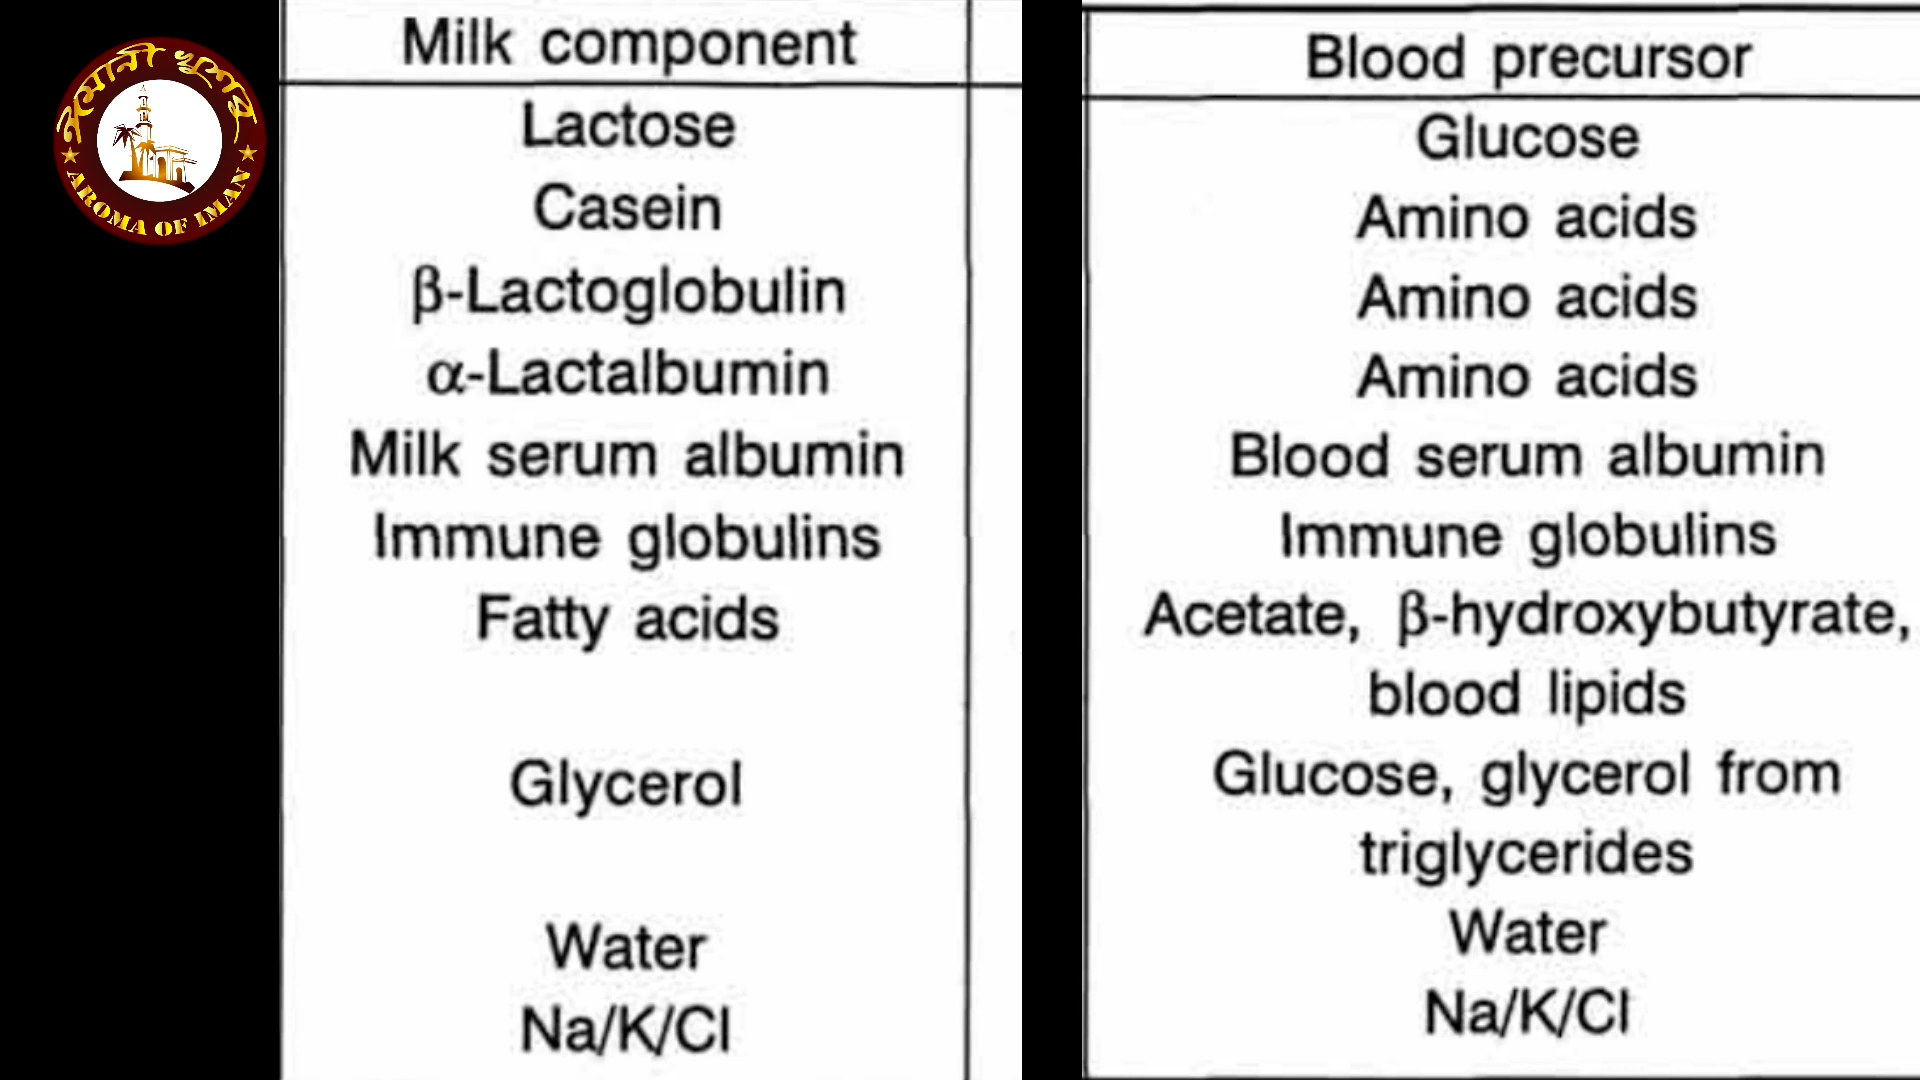 ঈমানী খুশবু
AROMA OF IMAN
Milk component
Lactose
Casein
β-Lactoglobulin
α-Lactalbumin
Milk serum albumin
Immune globulins
Fatty acids
Glycerol
Water
Na/K/Cl
Blood precursor
Glucose
Amino acids
Amino acids
Amino acids
Blood serum albumin
Immune globulins
Acetate, β-hydroxybutyrate,
blood lipids
Glucose, glycerol from
triglycerides
Water
Na/K/Cl